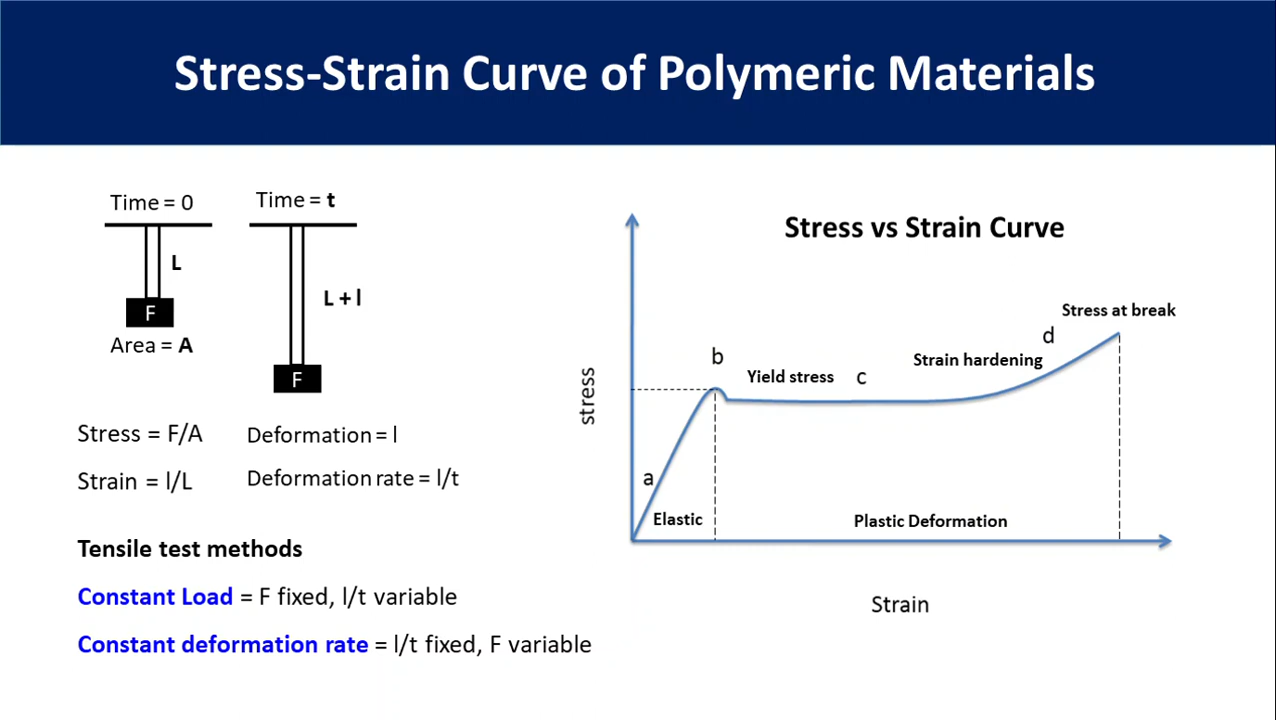 Stress-Strain Curve of Polymeric Materials
Time = 0
Time = t
L
L + l
F
Area = A
F
Stress = F/A
Deformation = l
Strain = l/L
Deformation rate = l/t
Tensile test methods
Constant Load = F fixed, l/t variable
Constant deformation rate = l/t fixed, F variable
Stress vs Strain Curve
Stress at break
d
b
Strain hardening
Yield stress
c
stress
a
Elastic
Plastic Deformation
Strain